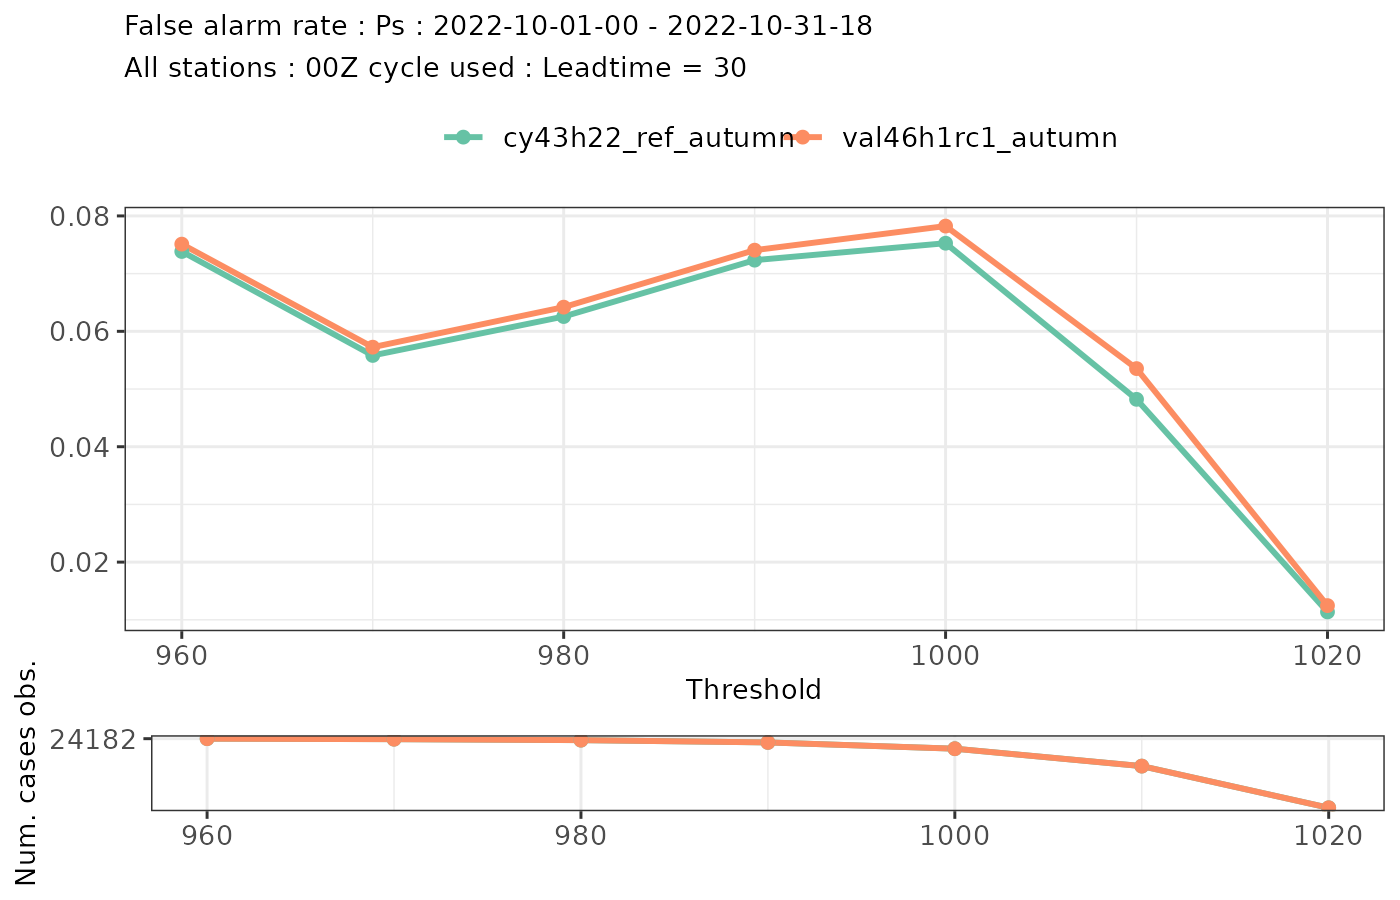 False alarm rate : Ps : 2022-10-01-00 - 2022-10-31-18
All stations : 00Z cycle used : Leadtime = 30
cy43h22_ref_autumn val46h1rc1_autumn
0.08
0.06
0.04
0.02
960 980 1000 1020
Threshold
Num. cases obs.
24182
960 980 1000 1020